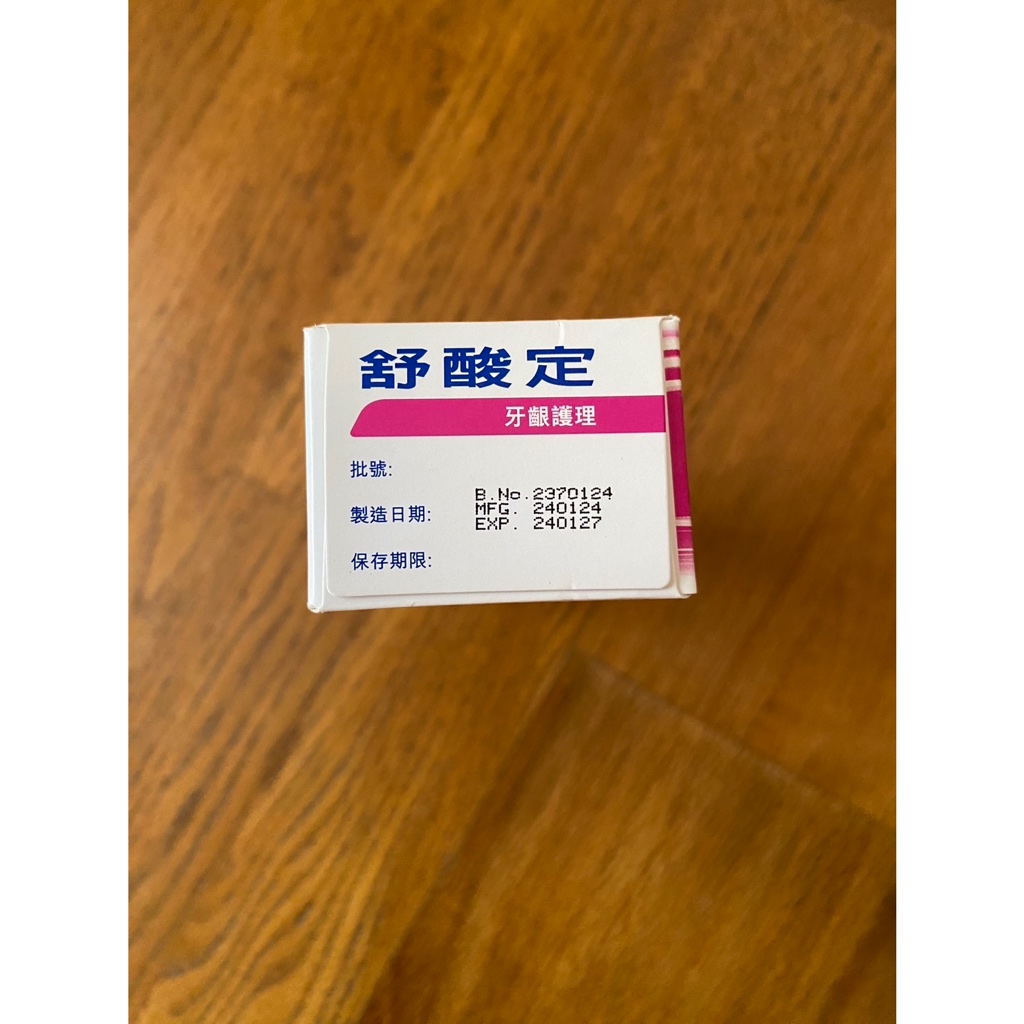 舒酸定
牙齦護理
批號:
B.No.2370124
製造日期:
MFG. 240124
EXP. 240127
保存期限: